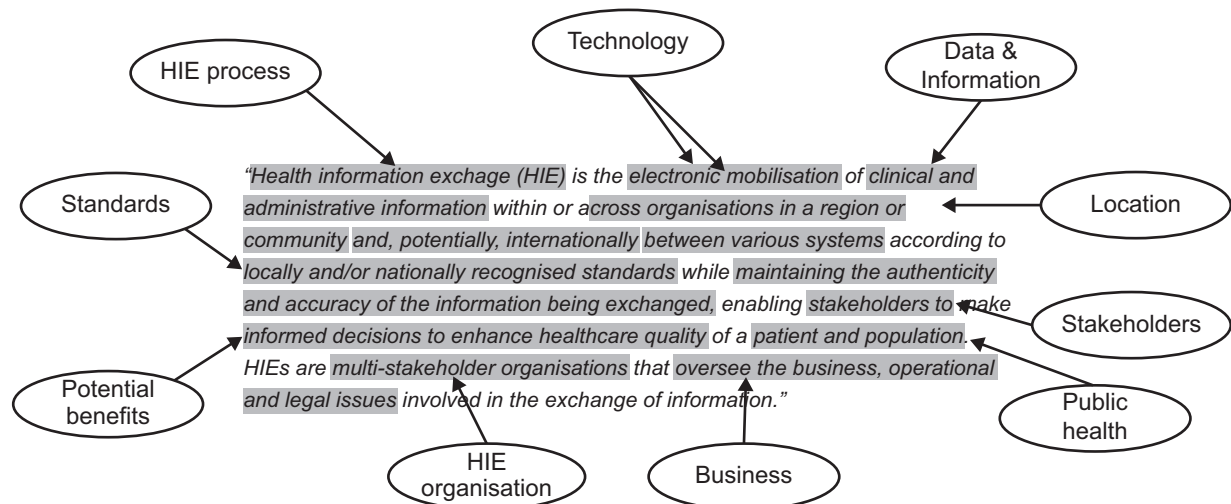 Technology
Data &
Information
HIE process
“Health information exchage (HIE) is the electronic mobilisation of clinical and
administrative information within or across organisations in a region or
community and, potentially, internationally between various systems according to
locally and/or nationally recognised standards while maintaining the authenticity
and accuracy of the information being exchanged, enabling stakeholders to make
informed decisions to enhance healthcare quality of a patient and population.
HIEs are multi-stakeholder organisations that oversee the business, operational
and legal issues involved in the exchange of information.”
Standards
Location
Stakeholders
Potential
benefits
Public
health
HIE
organisation
Business